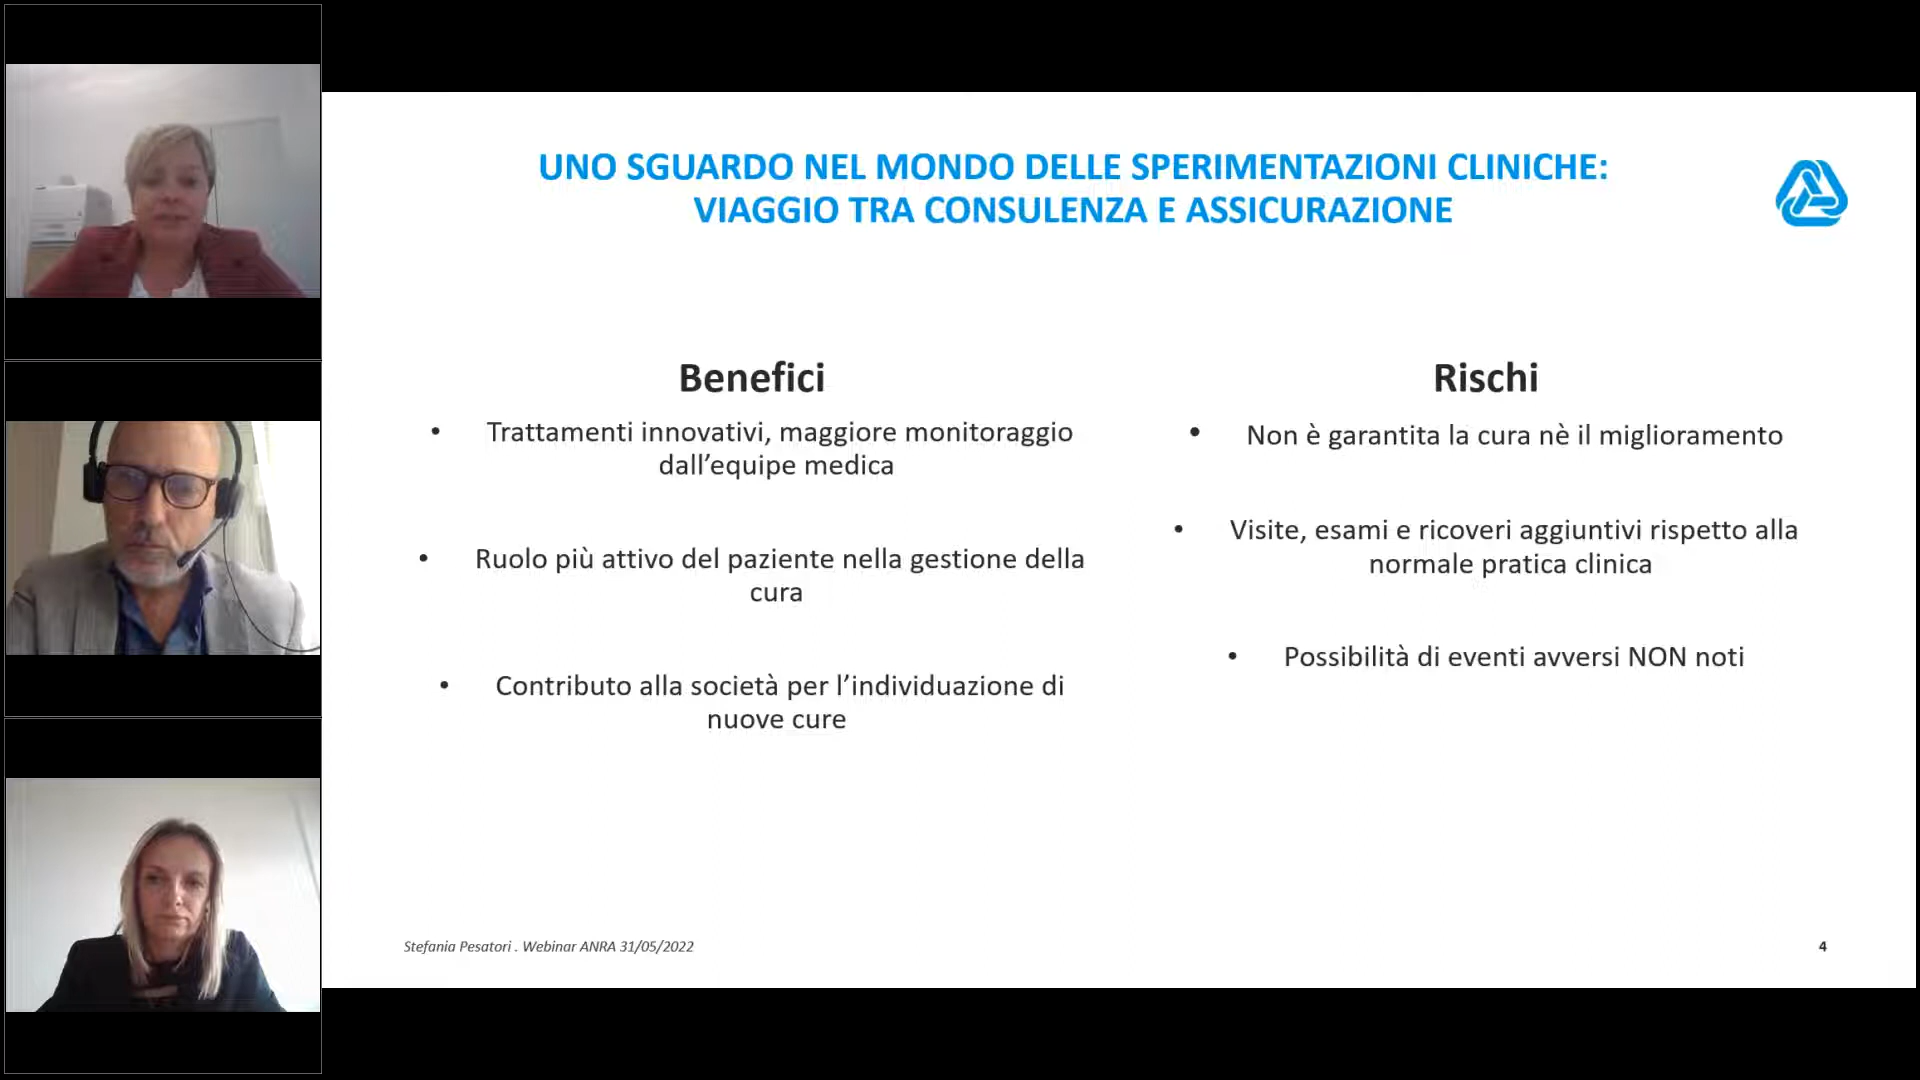 UNO SGUARDO NEL MONDO DELLE SPERIMENTAZIONI CLINICHE:
VIAGGIO TRA CONSULENZA E ASSICURAZIONE
Benefici
• Trattamenti innovativi, maggiore monitoraggio
dall’equipe medica
• Ruolo più attivo del paziente nella gestione della
cura
• Contributo alla società per l’individuazione di
nuove cure
Rischi
• Non è garantita la cura nè il miglioramento
• Visite, esami e ricoveri aggiuntivi rispetto alla
normale pratica clinica
• Possibilità di eventi avversi NON noti
Stefania Pesatori . Webinar ANRA 31/05/2022
4